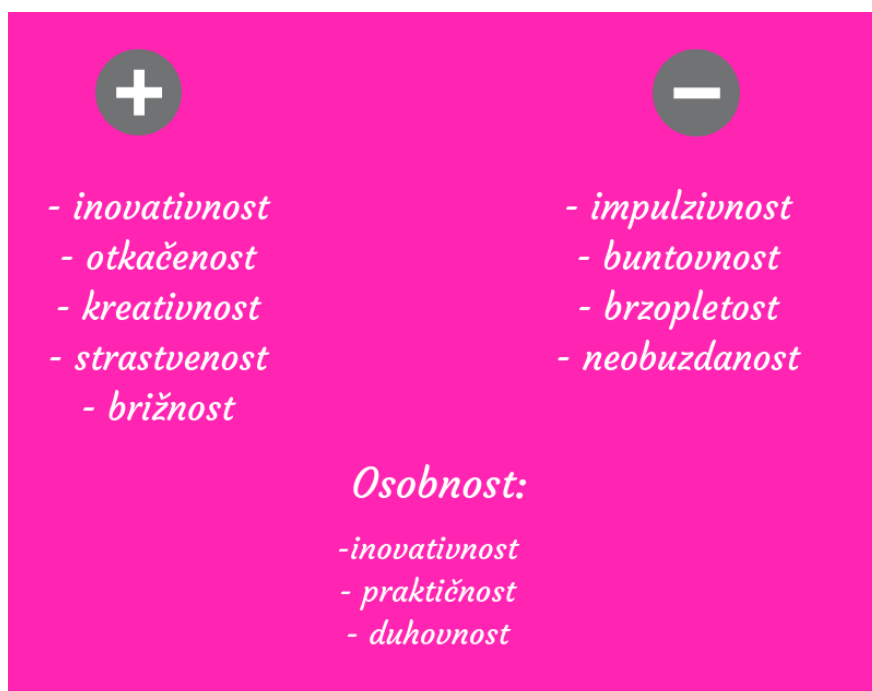 - inovativnost
- otkačenost
- kreativnost
- strastvenost
- brižnost
- impulzivnost
- buntovnost
- brzopletost
- neobuzdanost
Osobnost:
-inovativnost
- praktičnost
- duhovnost